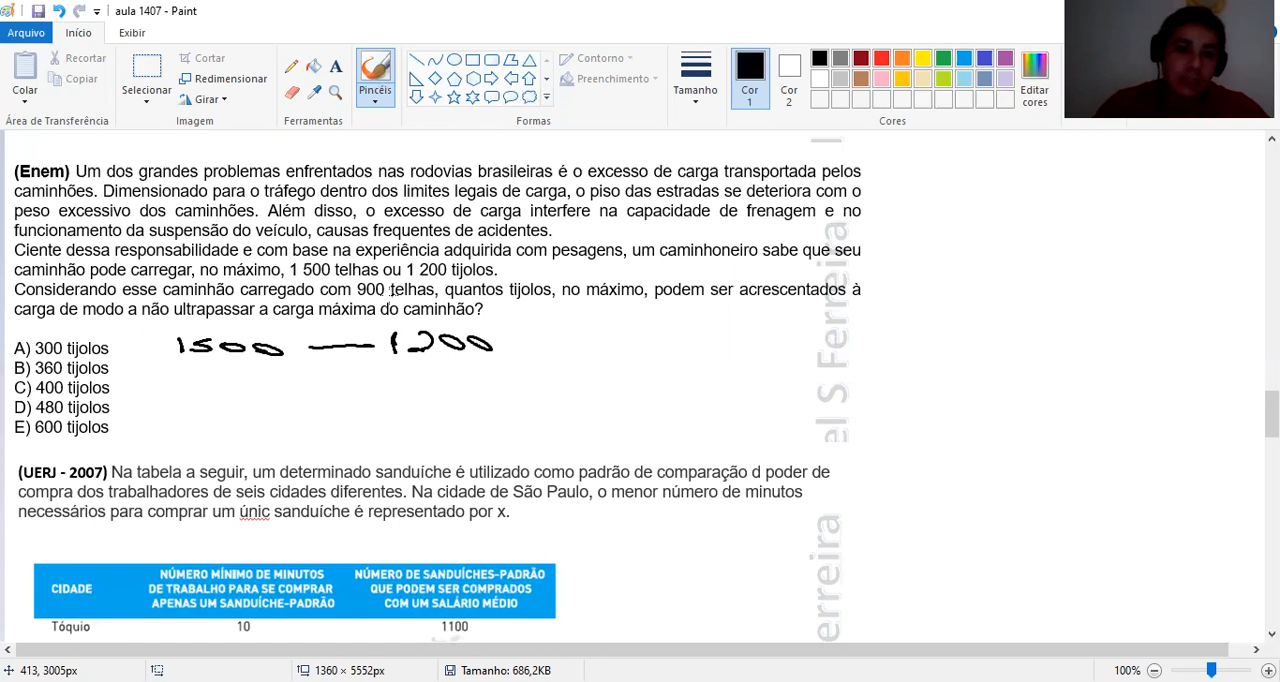 aula 1407 - Paint
Arquivo Início Exibir
Colar
Recortar
Copiar
Área de Transferência
Selecionar
Cortar
Redimensionar
Girar
Imagem
A
Ferramentas
Pincéis
Contorno
Preenchimento
Formas
Tamanho
Cor
1
Cor
2
Editar
cores
Cores
(Enem) Um dos grandes problemas enfrentados nas rodovias brasileiras é o excesso de carga transportada pelos
caminhões. Dimensionado para o tráfego dentro dos limites legais de carga, o piso das estradas se deteriora com o
peso excessivo dos caminhões. Além disso, o excesso de carga interfere na capacidade de frenagem e no
funcionamento da suspensão do veículo, causas frequentes de acidentes.
Ciente dessa responsabilidade e com base na experiência adquirida com pesagens, um caminhoneiro sabe que seu
caminhão pode carregar, no máximo, 1 500 telhas ou 1 200 tijolos.
Considerando esse caminhão carregado com 900 telhas, quantos tijolos, no máximo, podem ser acrescentados à
carga de modo a não ultrapassar a carga máxima do caminhão?
1500 — 1200
A) 300 tijolos
B) 360 tijolos
C) 400 tijolos
D) 480 tijolos
E) 600 tijolos
el S Ferreira
(UERJ - 2007) Na tabela a seguir, um determinado sanduíche é utilizado como padrão de comparação d poder de
compra dos trabalhadores de seis cidades diferentes. Na cidade de São Paulo, o menor número de minutos
necessários para comprar um únic sanduíche é representado por x.
erreira
CIDADE
NÚMERO MÍNIMO DE MINUTOS
DE TRABALHO PARA SE COMPRAR
APENAS UM SANDUÍCHE-PADRÃO
NÚMERO DE SANDUÍCHES-PADRÃO
QUE PODEM SER COMPRADOS
COM UM SALÁRIO MÉDIO
Tóquio 10 1100
413, 3005px
1360 × 5552px
Tamanho: 686,2KB
100%